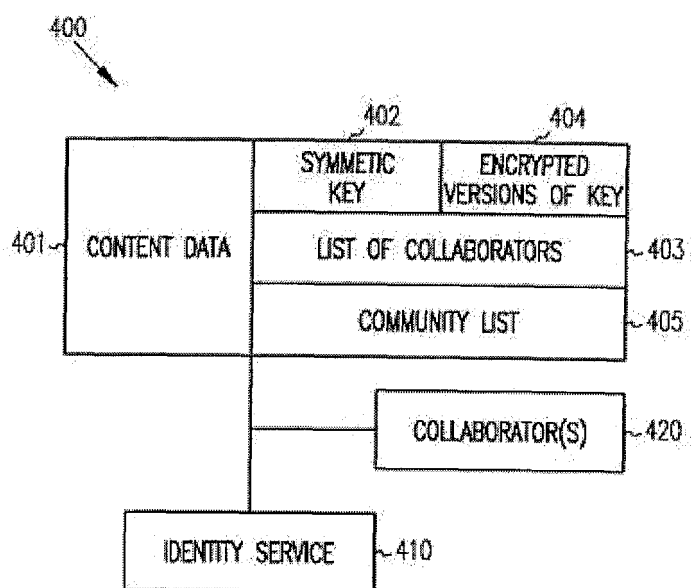 400
402
404
SYMMETIC
KEY
ENCRYPTED
VERSIONS OF KEY
401
CONTENT DATA
LIST OF COLLABORATORS
403
COMMUNITY LIST
405
COLLABORATOR(S)
420
IDENTITY SERVICE
410